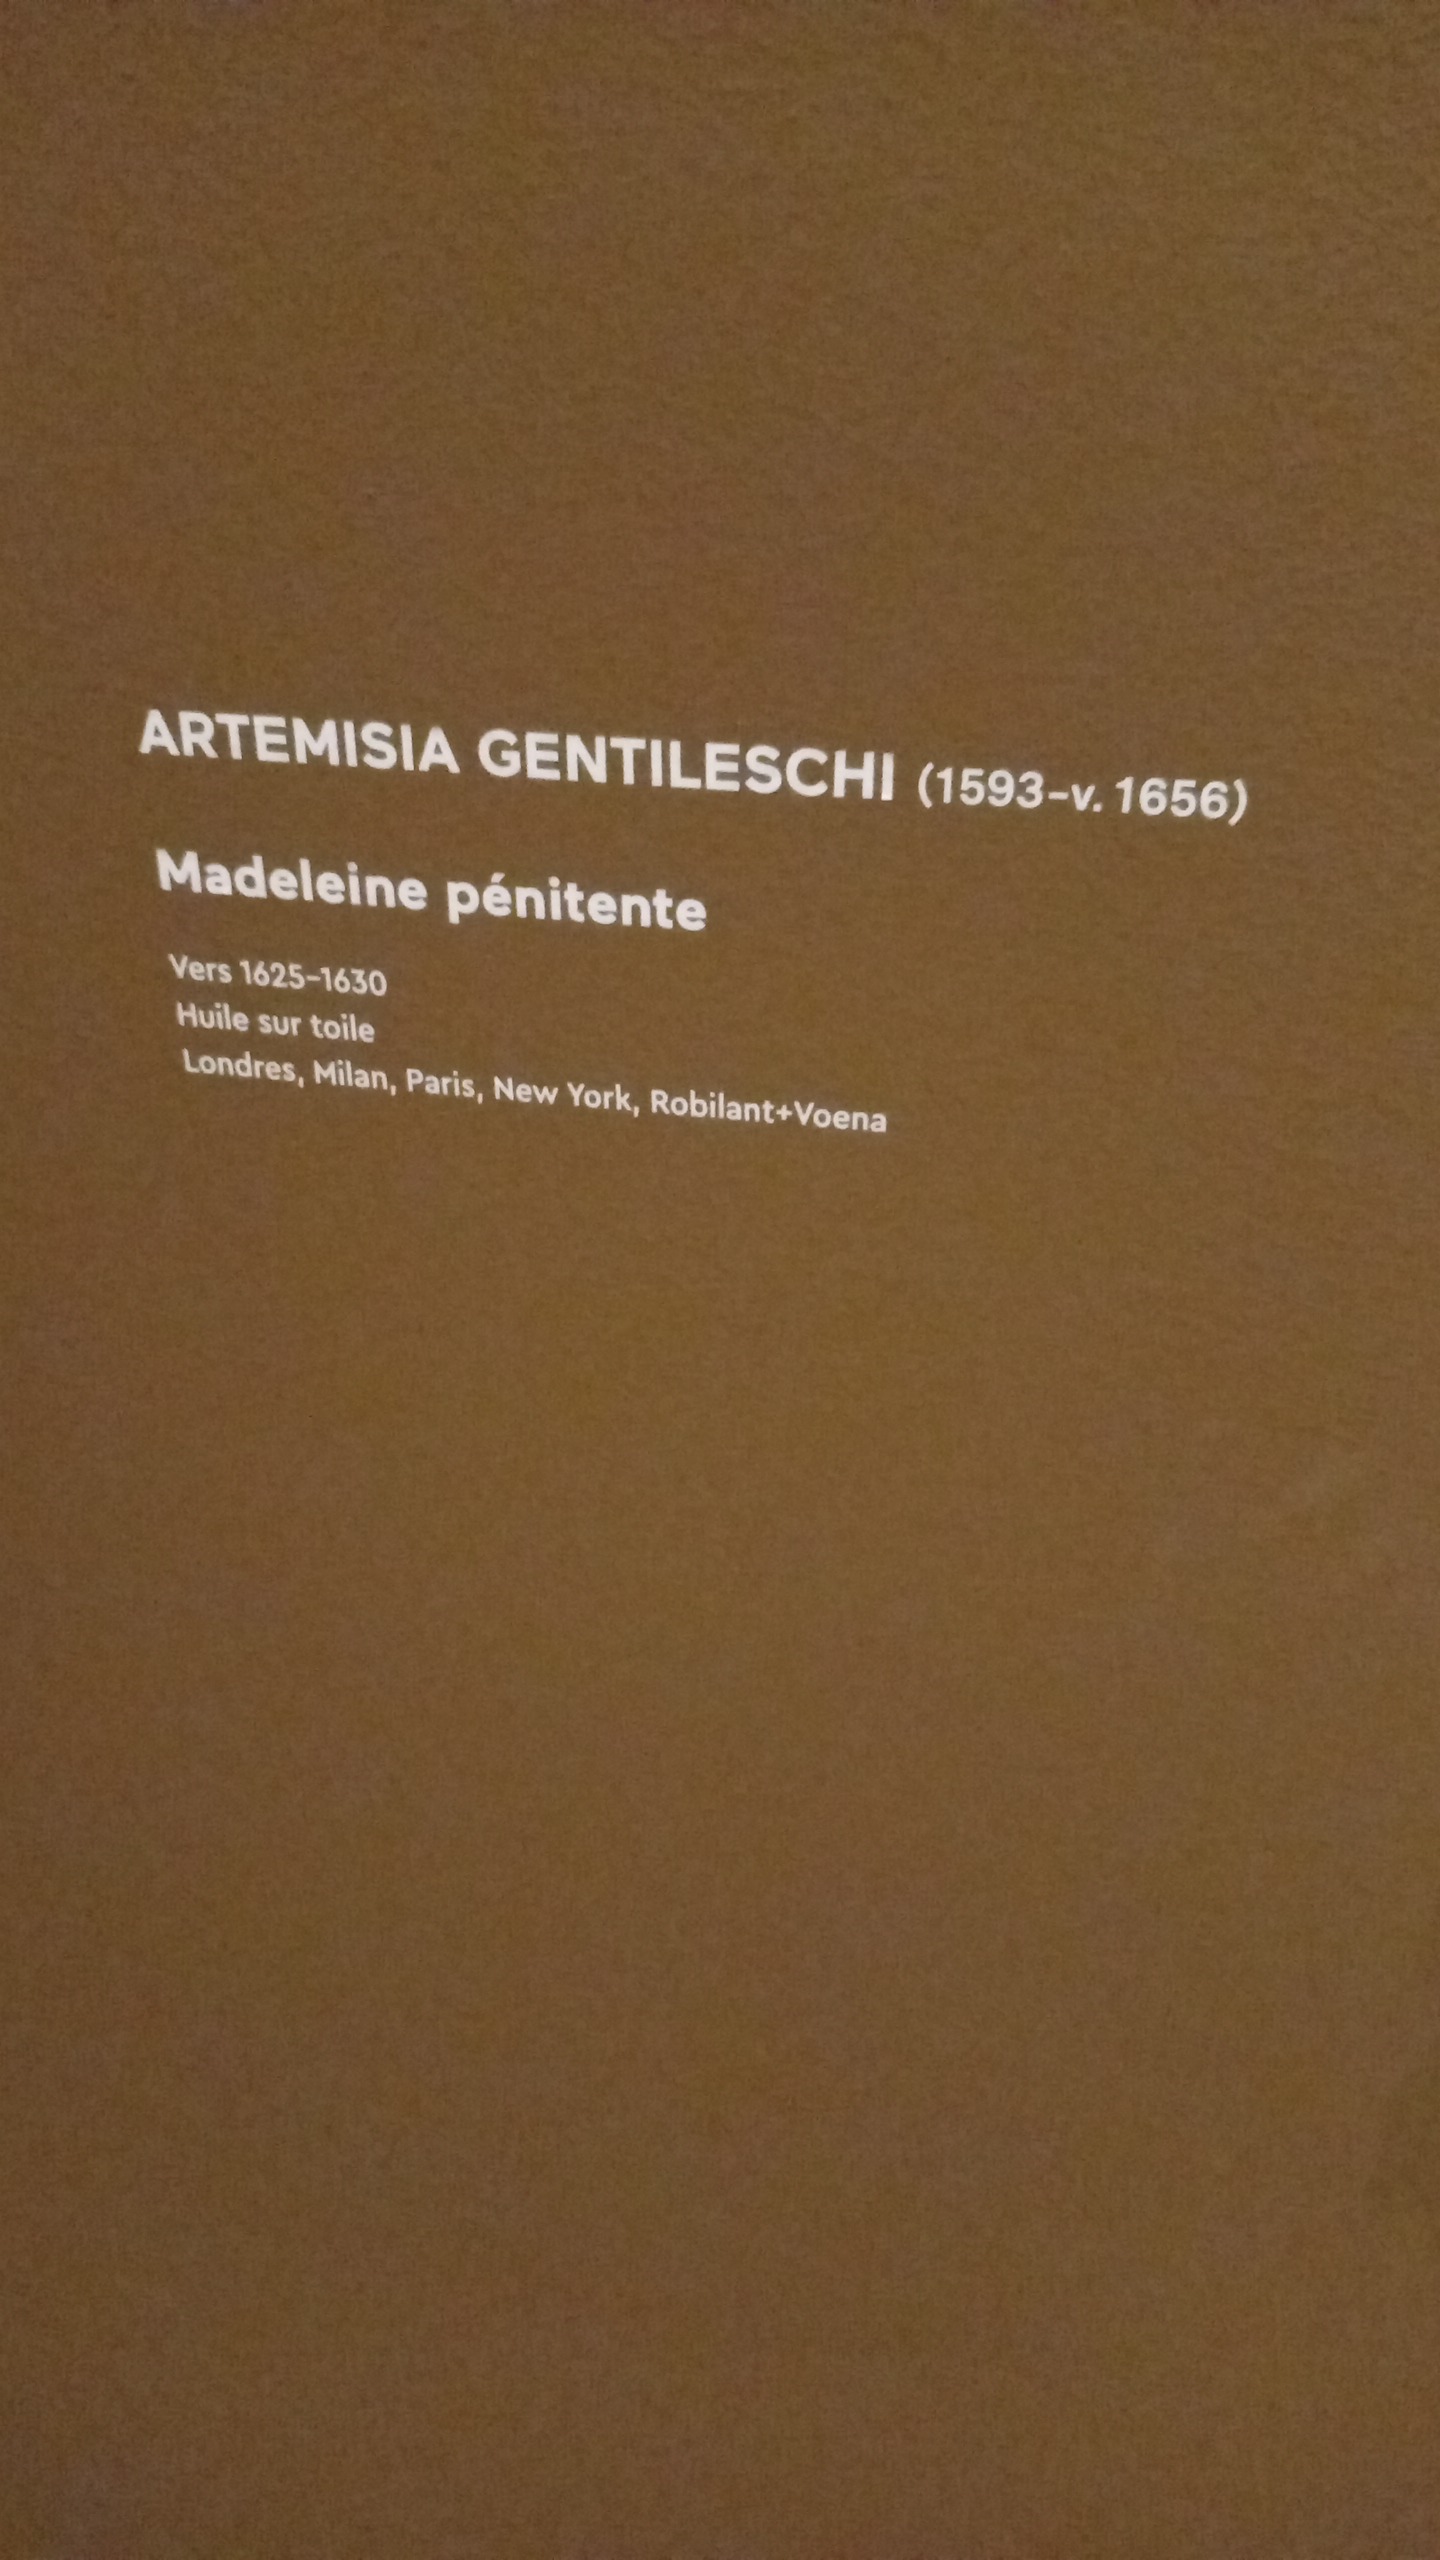 ARTEMISIA GENTILESCHI (1593-v. 1656)
Madeleine pénitente
Vers 1625-1630
Huile sur toile
Londres, Milan, Paris, New York, Robilant+Voena